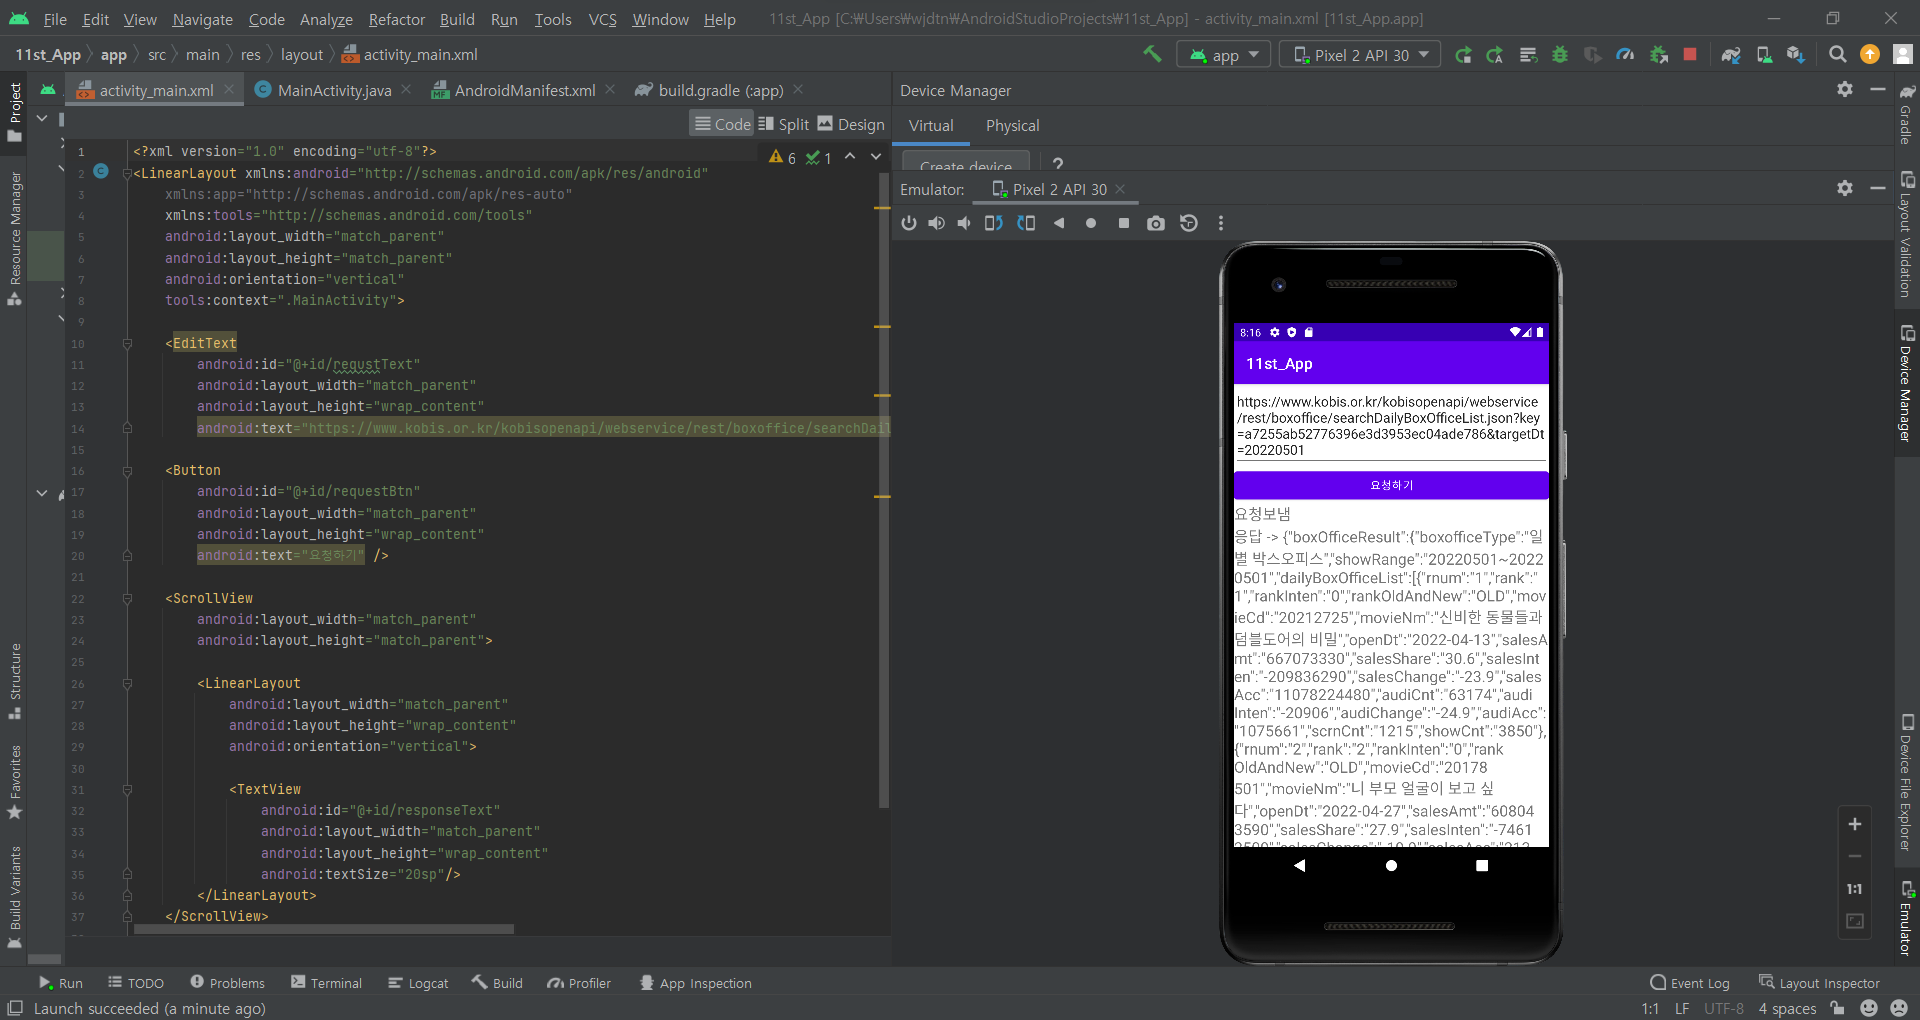 File Edit View Navigate Code Analyze Refactor Build Run Tools VCS Window Help 11st_App [C:₩Users₩wjdtn₩AndroidStudioProjects₩11st_App] - activity_main.xml [11st_App.app]
11st_App app src main res layout activity_main.xml app Pixel 2 API 30
activity_main.xml MainActivity.java AndroidManifest.xml build.gradle (:app)
Code Split Design
6 1
1 <?xml version="1.0" encoding="utf-8"?>
2 <LinearLayout xmlns:android="http://schemas.android.com/apk/res/android"
3 xmlns:app="http://schemas.android.com/apk/res-auto"
4 xmlns:tools="http://schemas.android.com/tools"
5 android:layout_width="match_parent"
6 android:layout_height="match_parent"
7 android:orientation="vertical"
8 tools:context=".MainActivity">
9
10 <EditText
11 android:id="@+id/requstText"
12 android:layout_width="match_parent"
13 android:layout_height="wrap_content"
14 android:text="https://www.kobis.or.kr/kobisopenapi/webservice/rest/boxoffice/searchDail
15
16 <Button
17 android:id="@+id/requestBtn"
18 android:layout_width="match_parent"
19 android:layout_height="wrap_content"
20 android:text="요청하기" />
21
22 <ScrollView
23 android:layout_width="match_parent"
24 android:layout_height="match_parent">
25
26 <LinearLayout
27 android:layout_width="match_parent"
28 android:layout_height="wrap_content"
29 android:orientation="vertical">
30
31 <TextView
32 android:id="@+id/responseText"
33 android:layout_width="match_parent"
34 android:layout_height="wrap_content"
35 android:textSize="20sp"/>
36 </LinearLayout>
37 </ScrollView>
Project
Resource Manager
Structure
Favorites
Build Variants
Device Manager
Virtual Physical
Create device ?
Emulator: Pixel 2 API 30
8:16
11st_App
https://www.kobis.or.kr/kobisopenapi/webservice
/rest/boxoffice/searchDailyBoxOfficeList.json?key
=a7255ab52776396e3d3953ec04ade786&targetDt
=20220501
요청하기
요청보냄
응답 -> {"boxOfficeResult":{"boxofficeType":"일
별 박스오피스","showRange":"20220501~2022
0501","dailyBoxOfficeList":[{"rnum":"1","rank":"
1","rankInten":"0","rankOldAndNew":"OLD","mov
ieCd":"20212725","movieNm":"신비한 동물들과
덤블도어의 비밀","openDt":"2022-04-13","salesA
mt":"667073330","salesShare":"30.6","salesInt
en":"-209836290","salesChange":"-23.9","sales
Acc":"11078224480","audiCnt":"63174","audi
Inten":"-20906","audiChange":"-24.9","audiAcc":
"1075661","scrnCnt":"1215","showCnt":"3850"},
{"rnum":"2","rank":"2","rankInten":"0","rank
OldAndNew":"OLD","movieCd":"20178
501","movieNm":"니 부모 얼굴이 보고 싶
다","openDt":"2022-04-27","salesAmt":"60804
3590","salesShare":"27.9","salesInten":"-7461
1:1
Gradle
Layout Validation
Device Manager
Device File Explorer
Emulator
Run TODO Problems Terminal Logcat Build Profiler App Inspection Event Log Layout Inspector
Launch succeeded (a minute ago) 1:1 LF UTF-8 4 spaces